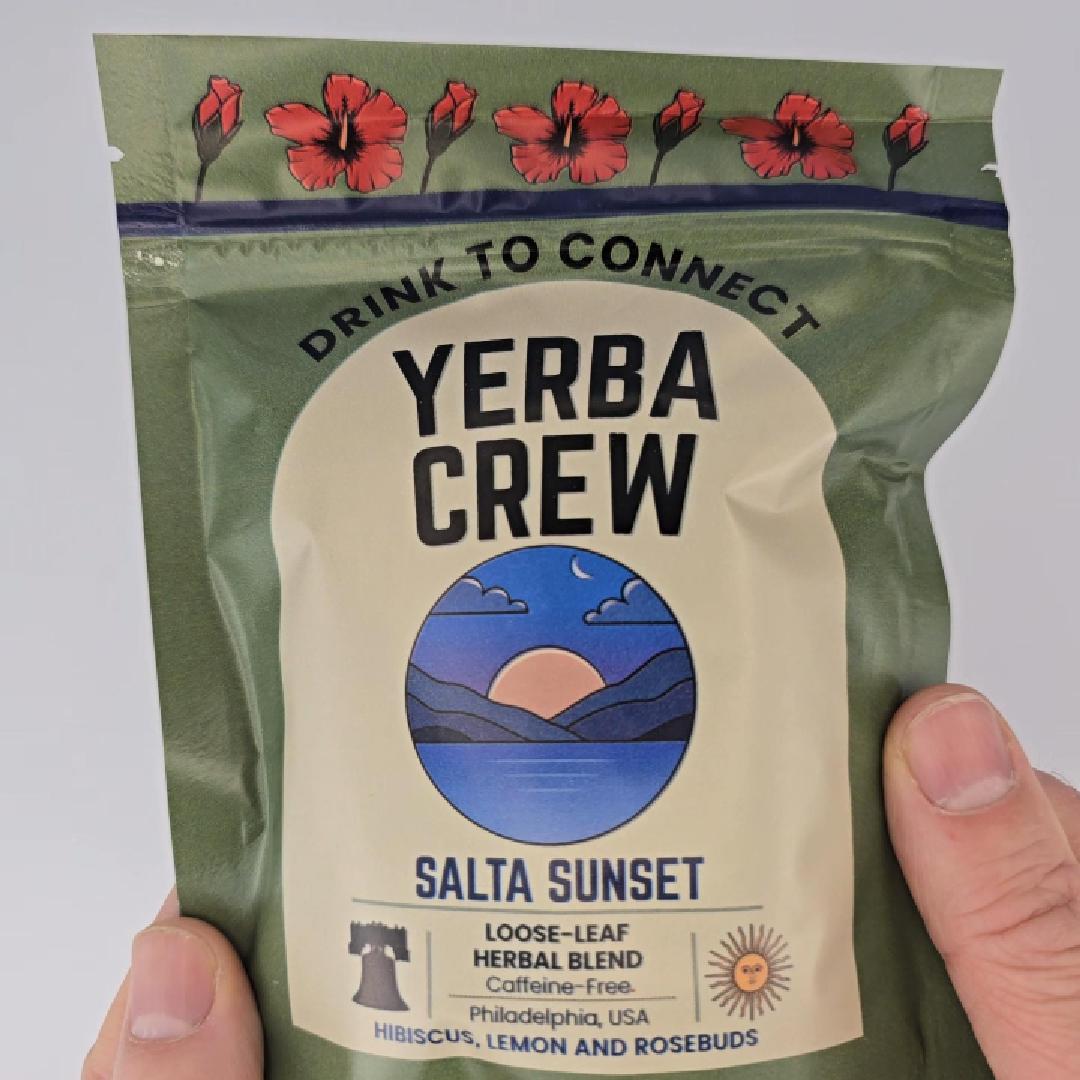 DRINK TO CONNECT
YERBA
CREW
SALTA SUNSET
LOOSE-LEAF
HERBAL BLEND
Caffeine-Free
Philadelphia, USA
HIBISCUS, LEMON AND ROSEBUDS